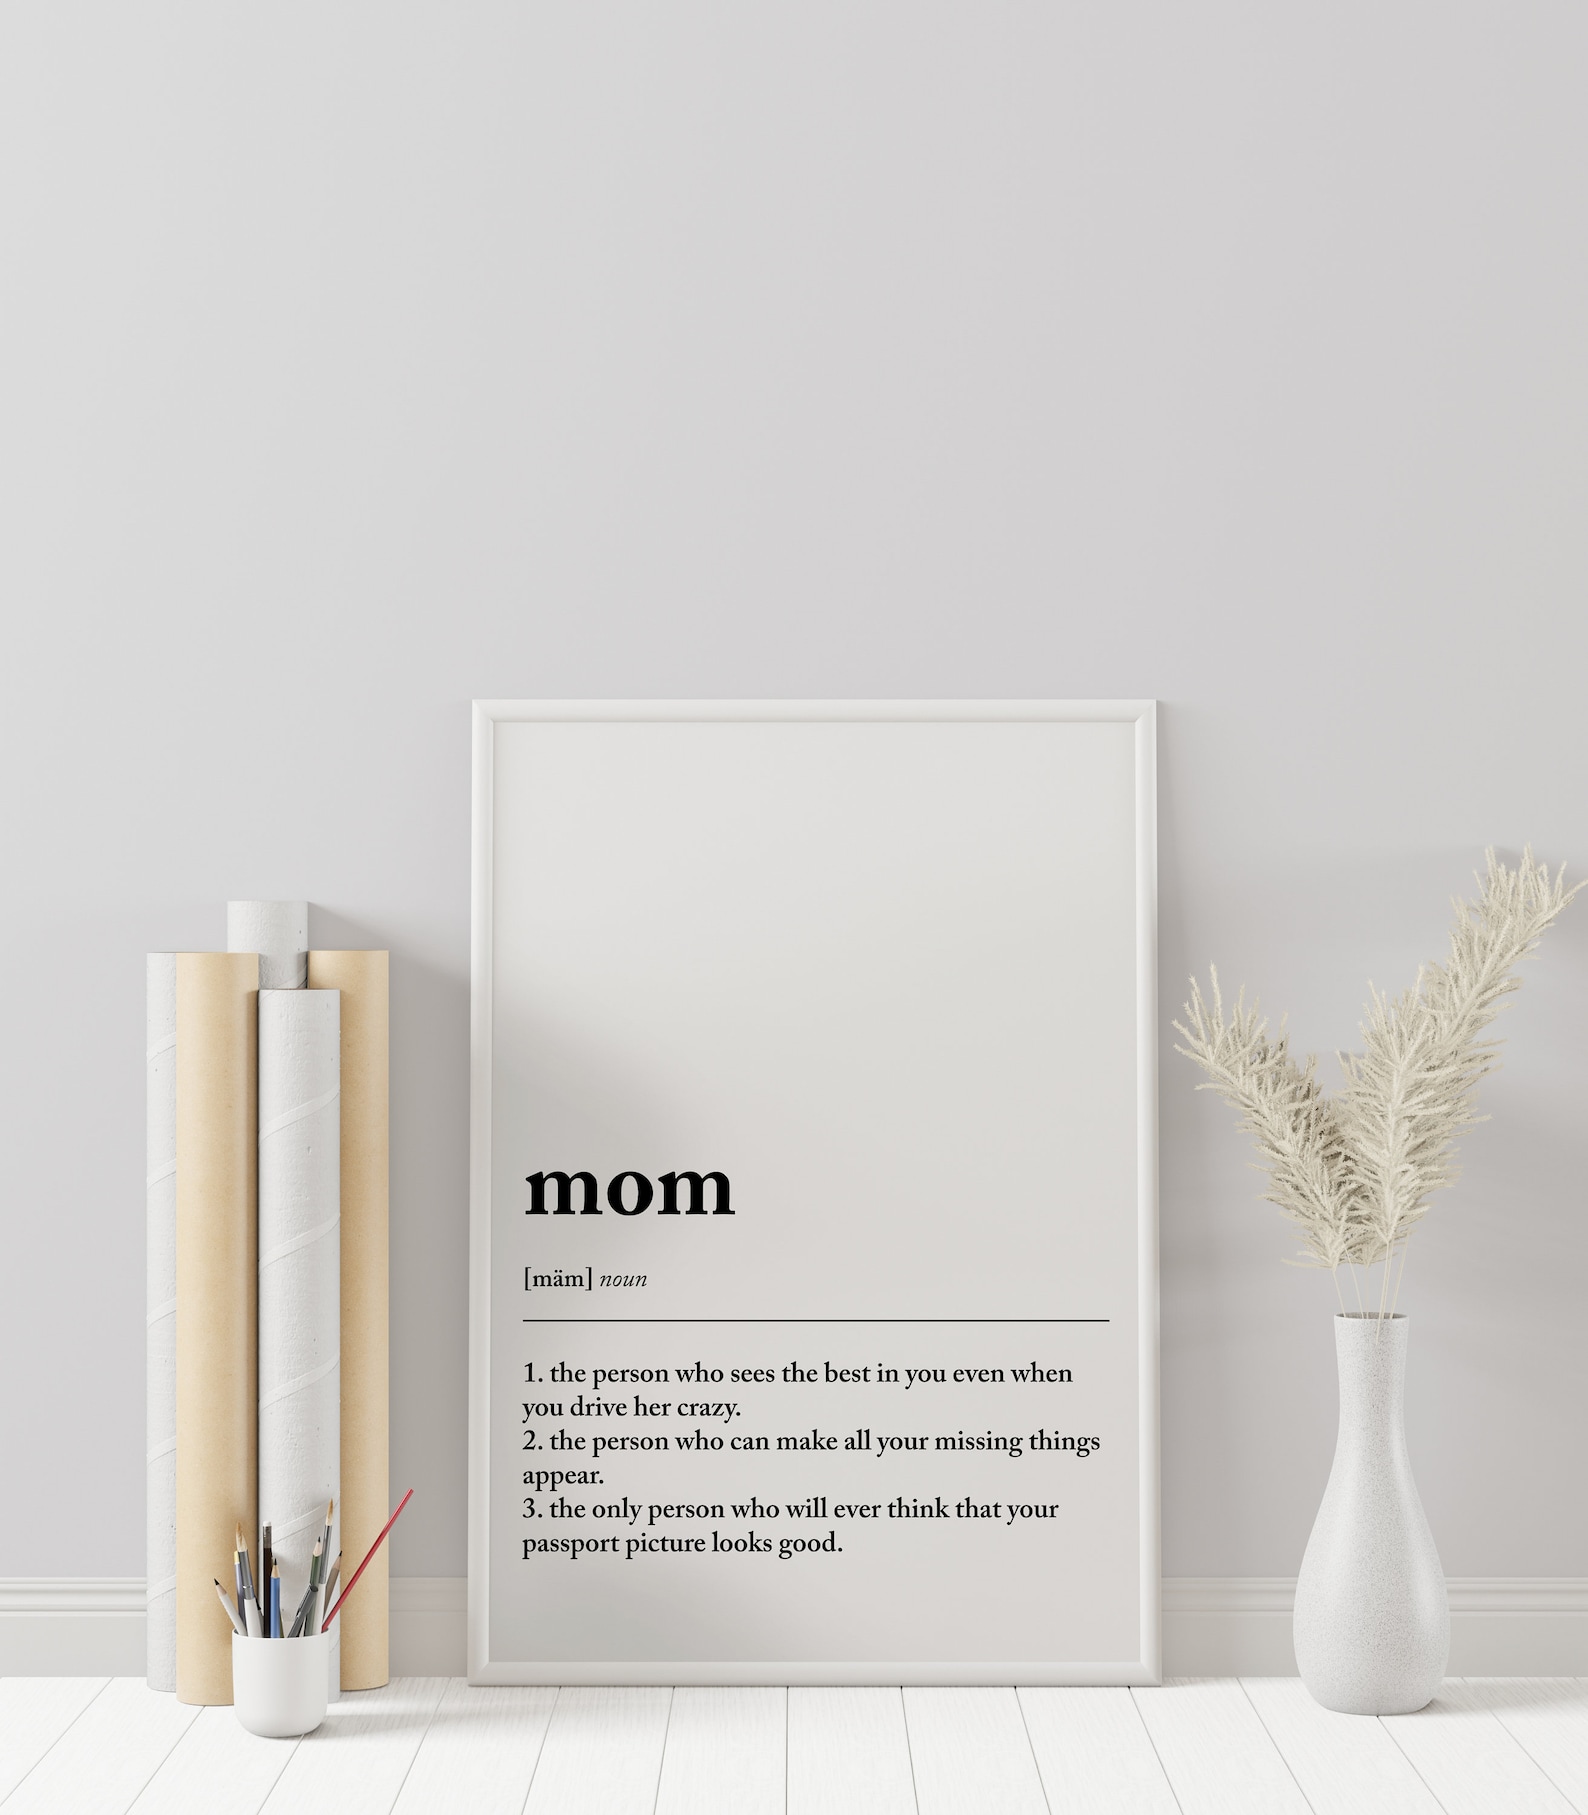 mom
[mäm] noun
1. the person who sees the best in you even when
you drive her crazy.
2. the person who can make all your missing things
appear.
3. the only person who will ever think that your
passport picture looks good.